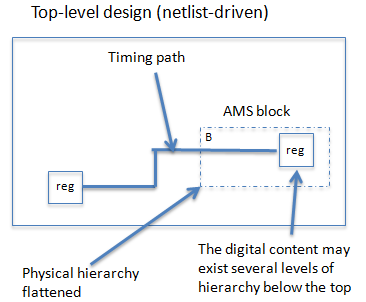 Top-level design (netlist-driven)
Timing path
AMS block
B
reg
reg
Physical hierarchy
flattened
The digital content may
exist several levels of
hierarchy below the top